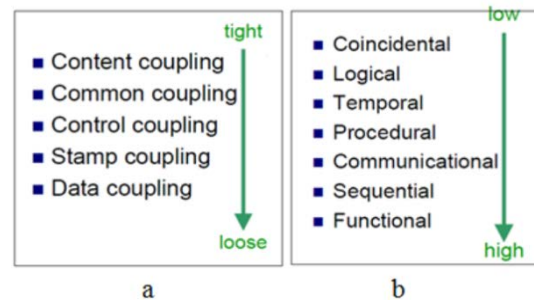 tight
Content coupling
Common coupling
Control coupling
Stamp coupling
Data coupling
loose
a
low
Coincidental
Logical
Temporal
Procedural
Communicational
Sequential
Functional
high
b